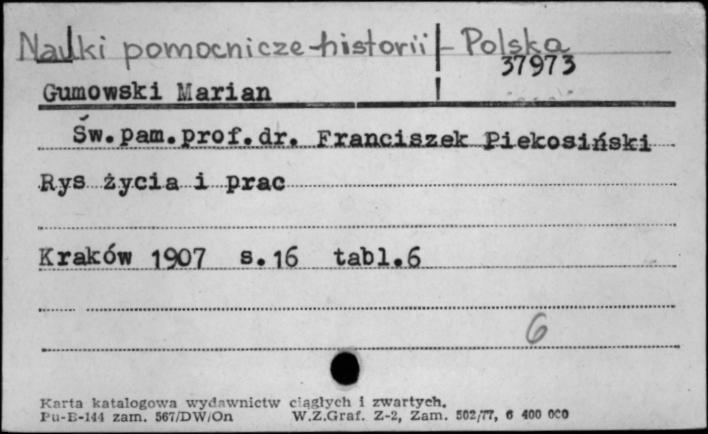 Nauki pomocnicze historii - Polska
37973
Gumowski Marian
Św.pam.prof.dr. Franciszek Piekosiński
Rys życia i prac
Kraków 1907 s.16 tabl.6
6
Karta katalogowa wydawnictw ciągłych i zwartych.
Pu-B-144 zam. 567/DW/On W.Z.Graf. Z-2, Zam. 502/77, 6 400 000